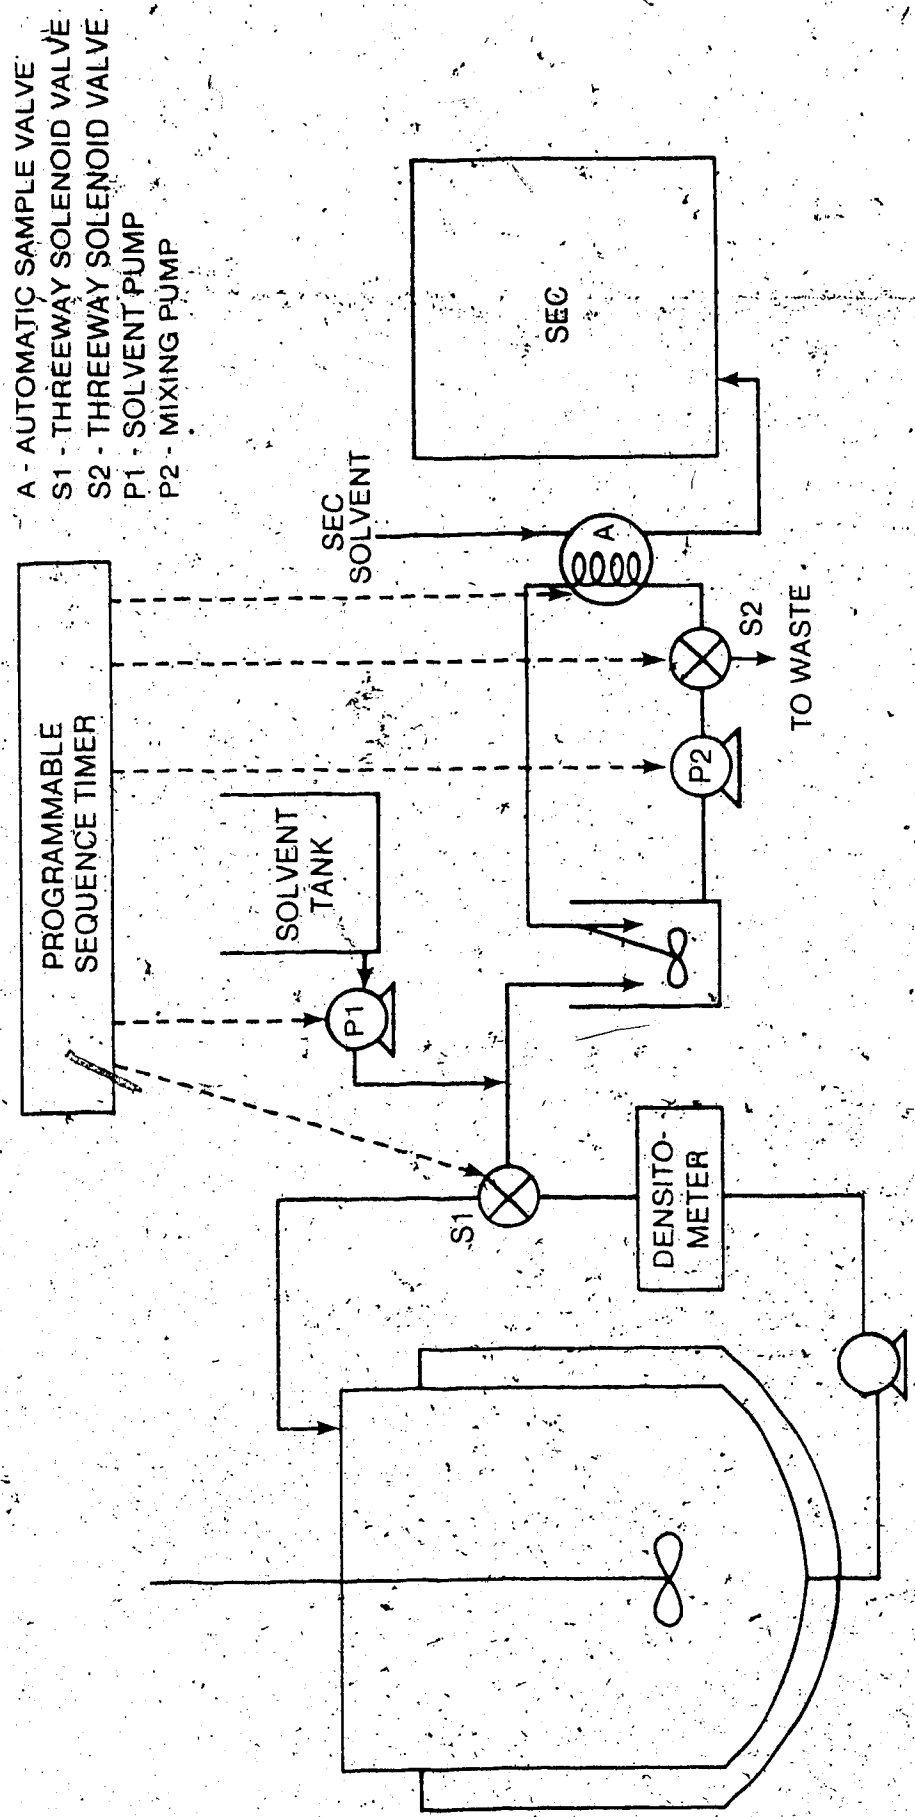 A - AUTOMATIC SAMPLE VALVE
S1 - THREEWAY SOLENOID VALVE
S2 - THREEWAY SOLENOID VALVE
P1 - SOLVENT PUMP
P2 - MIXING PUMP
PROGRAMMABLE
SEQUENCE TIMER
SEC
SOLVENT
SOLVENT
TANK
P1
S1
A
SEC
P2
S2
TO WASTE
DENSITO-
METER